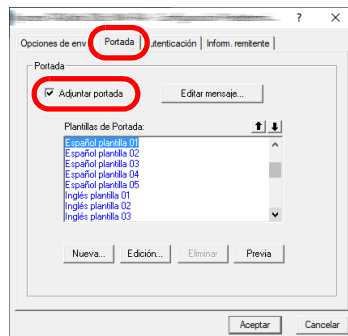 Opciones de env Portada utenticación Inform. remitente
Portada
Adjuntar portada Editar mensaje...
Plantillas de Portada:
Español plantilla 01
Español plantilla 02
Español plantilla 03
Español plantilla 04
Español plantilla 05
Inglés plantilla 01
Inglés plantilla 02
Inglés plantilla 03
Nueva... Edición... Eliminar Previa
Aceptar Cancelar